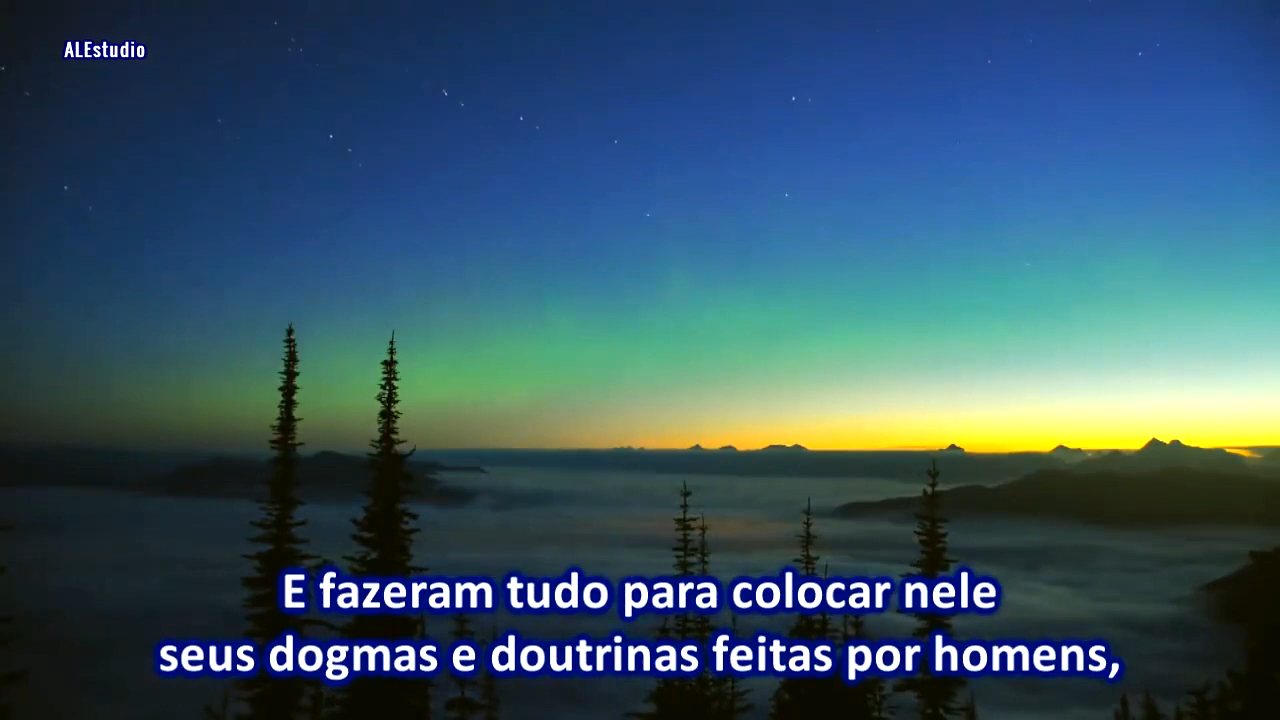 ALEstudio
E fazeram tudo para colocar nele
seus dogmas e doutrinas feitas por homens,